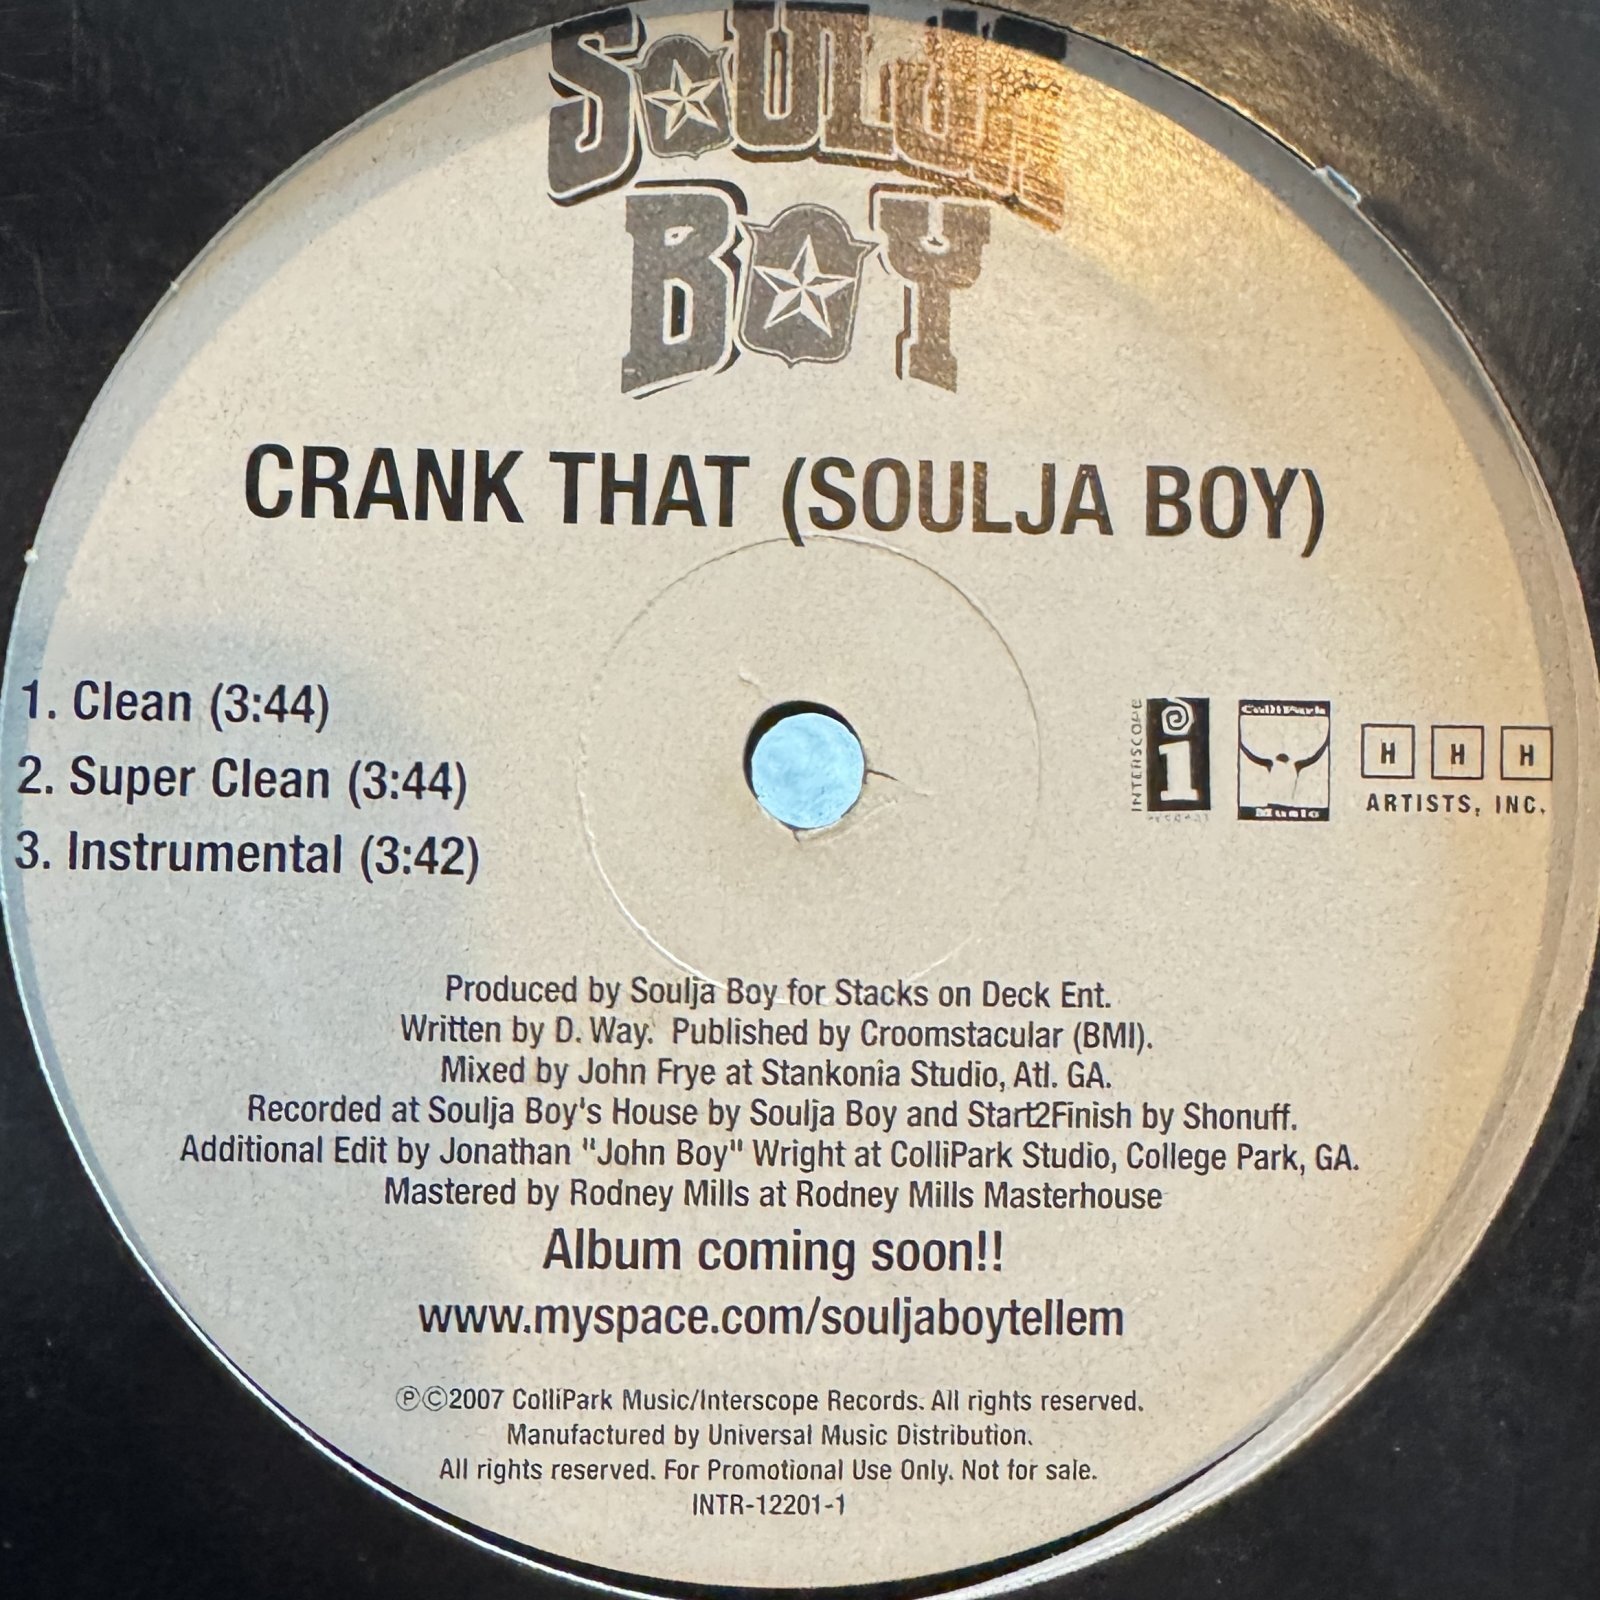 SOULJA
BOY
CRANK THAT (SOULJA BOY)
1. Clean (3:44)
2. Super Clean (3:44)
3. Instrumental (3:42)
INTERSCOPE
i
RECORDS
ColliPark
Music
H H H
ARTISTS, INC.
Produced by Soulja Boy for Stacks on Deck Ent.
Written by D. Way. Published by Croomstacular (BMI).
Mixed by John Frye at Stankonia Studio, Atl. GA.
Recorded at Soulja Boy's House by Soulja Boy and Start2Finish by Shonuff.
Additional Edit by Jonathan "John Boy" Wright at ColliPark Studio, College Park, GA.
Mastered by Rodney Mills at Rodney Mills Masterhouse
Album coming soon!!
www.myspace.com/souljaboytellem
℗©2007 ColliPark Music/Interscope Records. All rights reserved.
Manufactured by Universal Music Distribution.
All rights reserved. For Promotional Use Only. Not for sale.
INTR-12201-1